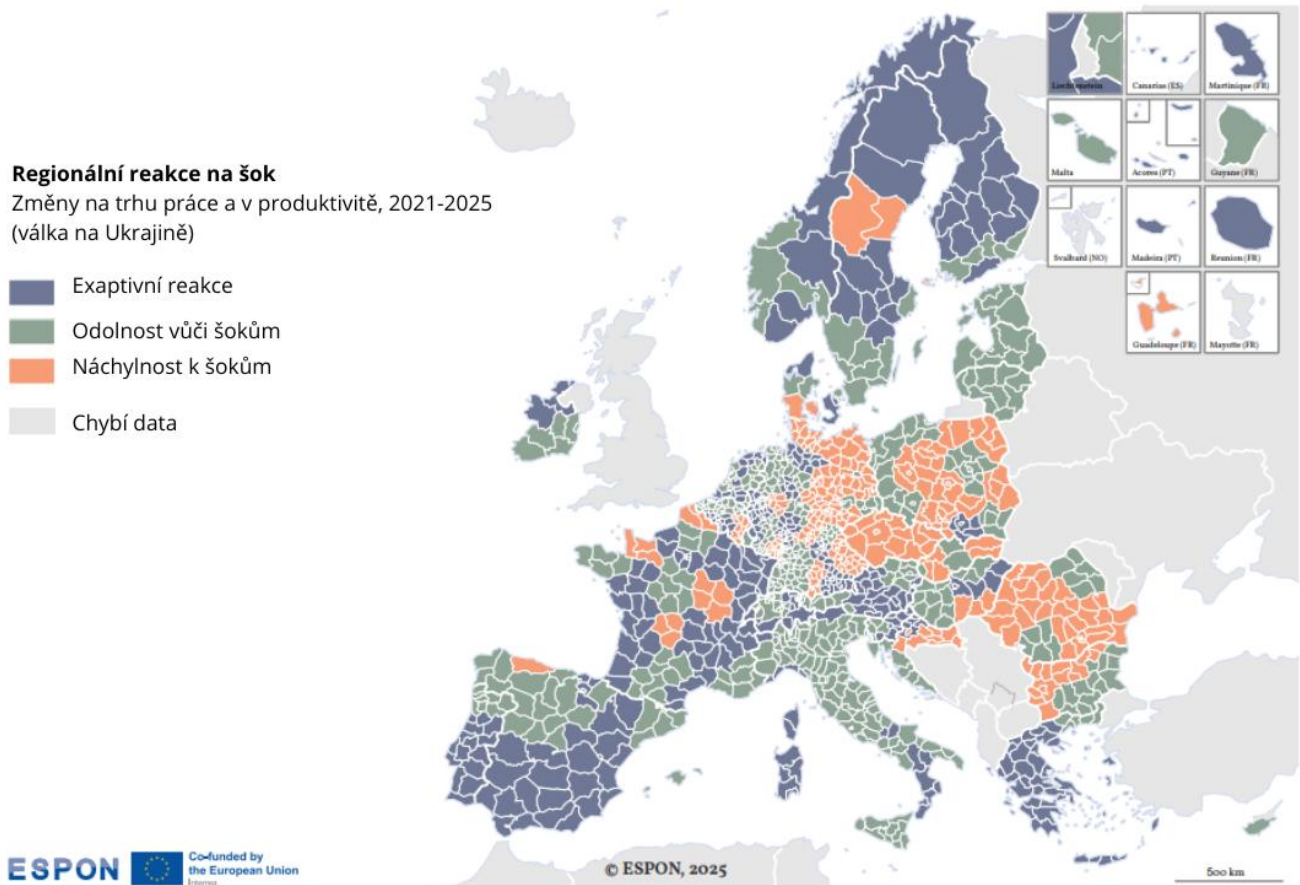 Regionální reakce na šok
Změny na trhu práce a v produktivitě, 2021-2025
(válka na Ukrajině)
Exaptivní reakce
Odolnost vůči šokům
Náchylnost k šokům
Chybí data
Liechtenstein
Canarias (ES)
Martinique (FR)
Malta
Acores (PT)
Guyane (FR)
Svalbard (NO)
Madeira (PT)
Reunion (FR)
Guadeloupe (FR)
Mayotte (FR)
ESPON
Co-funded by
the European Union
Interreg
© ESPON, 2025
500 km